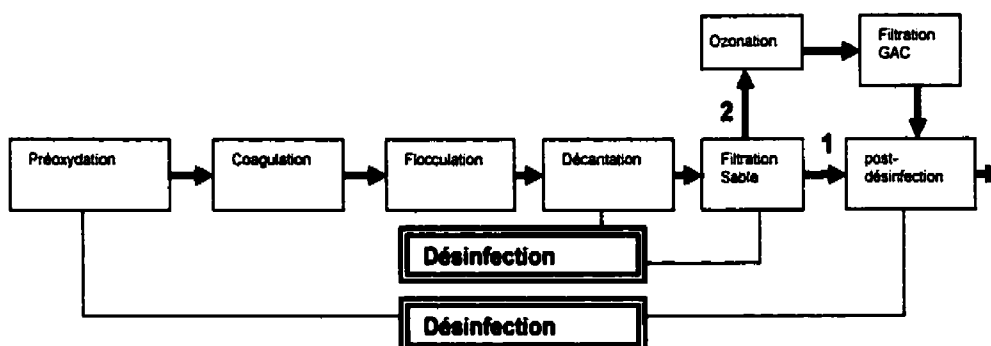 Ozonation
Filtration
GAC
2
1
Préoxydation
Coagulation
Flocculation
Décantation
Filtration
Sable
post-
désinfection
Désinfection
Désinfection